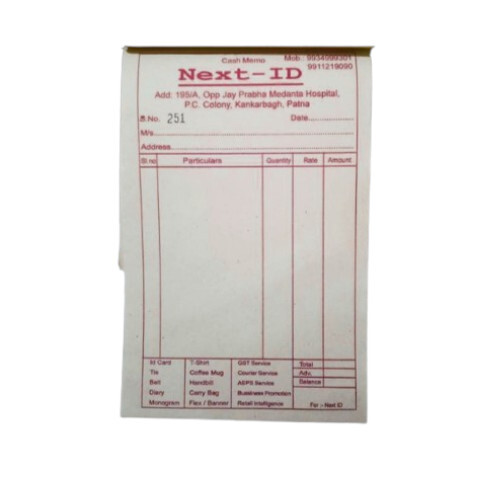 Cash Memo Mob.: 9934099301
9911219090
Next-ID
Add: 195/A, Opp Jay Prabha Medanta Hospital,
P.C. Colony, Kankarbagh, Patna
S.No. 251 Date....
M/s
Address
Sl.no Particulars Quantity Rate Amount
Id Card T-Shirt GST Service Total
Tie Coffee Mug Courier Service Adv.
Belt Handbill AEPS Service Balance
Diary Carry Bag Bussiness Promotion
Monogram Flex / Banner Retail Intelligence For :- Next ID